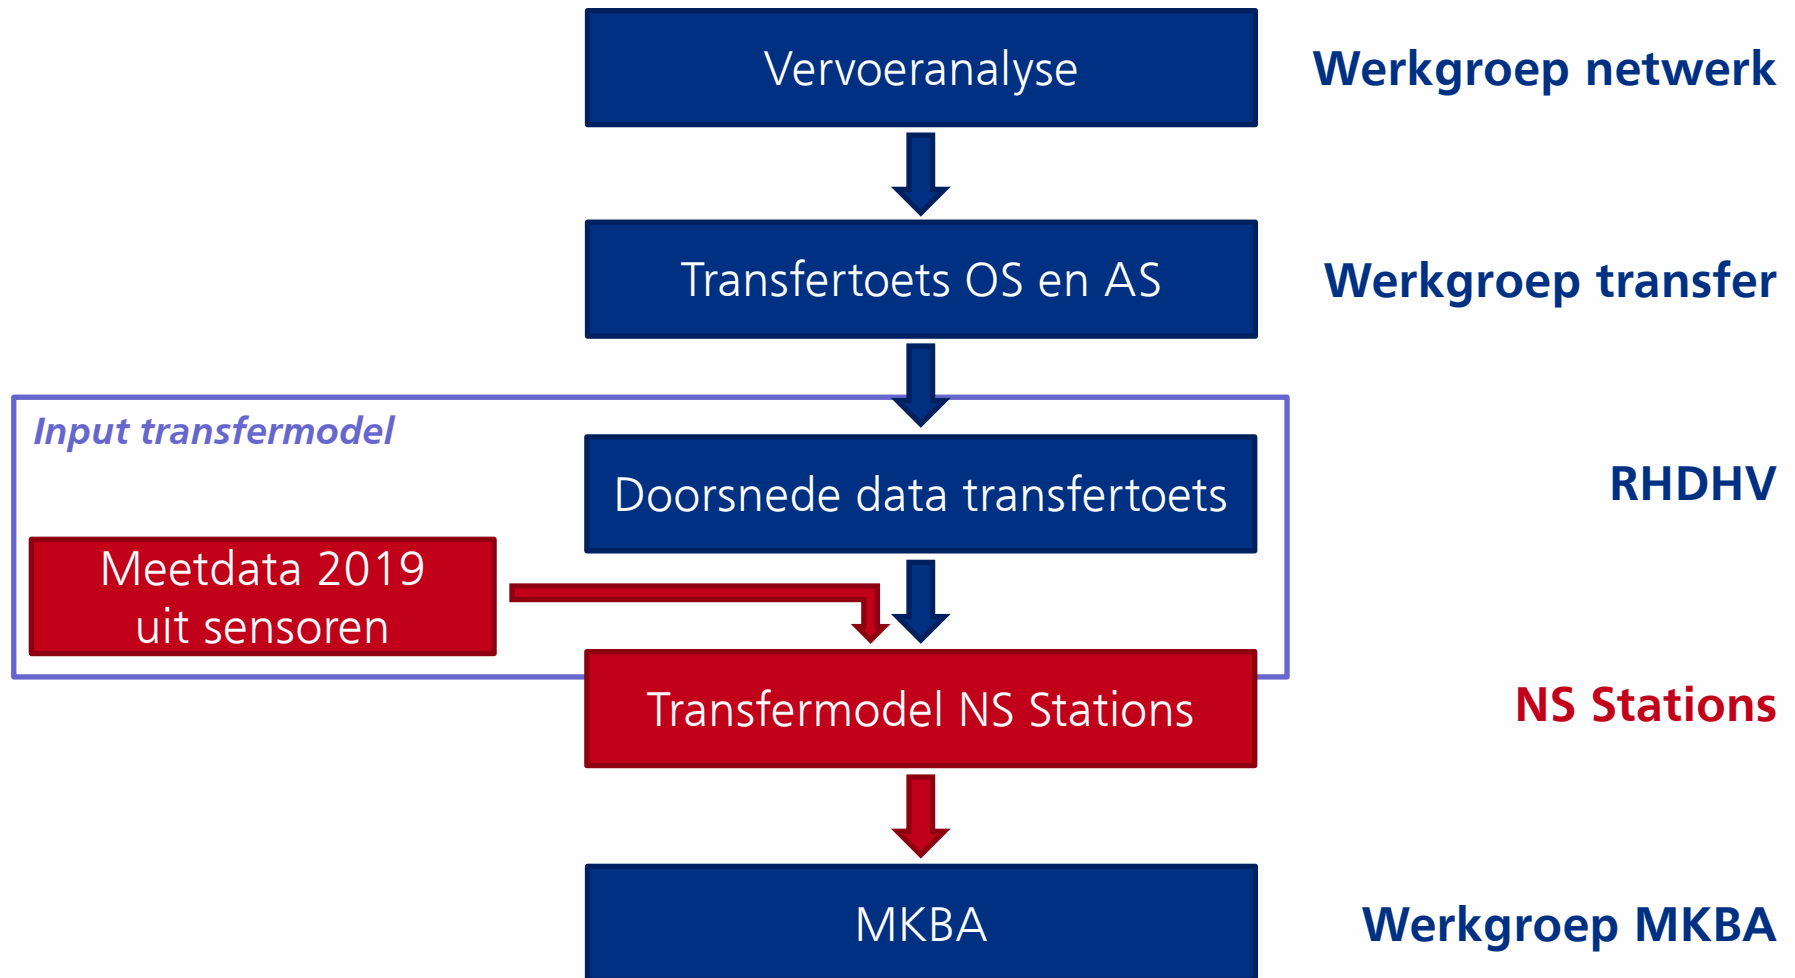 Vervoeranalyse
Werkgroep netwerk
Transfertoets OS en AS
Werkgroep transfer
Input transfermodel
Doorsnede data transfertoets
RHDHV
Meetdata 2019
uit sensoren
Transfermodel NS Stations
NS Stations
MKBA
Werkgroep MKBA